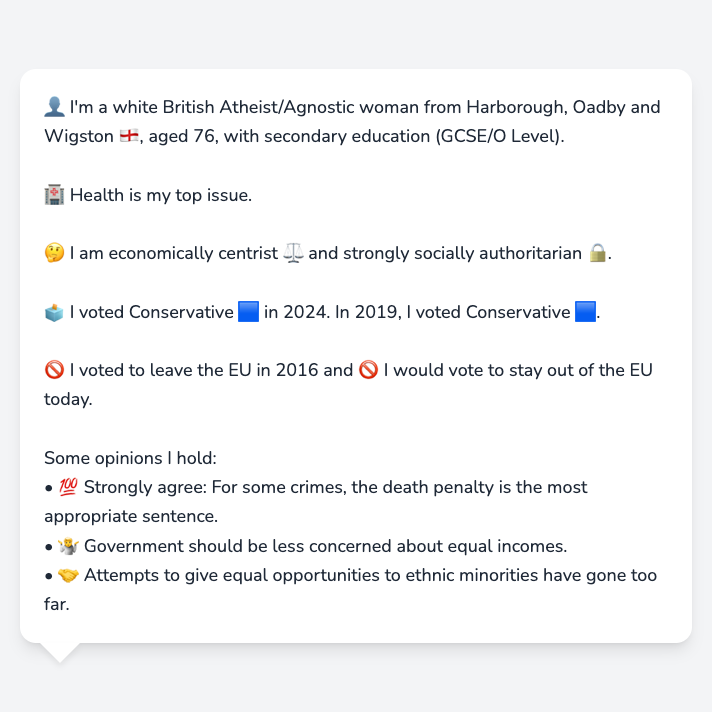 👤 I'm a white British Atheist/Agnostic woman from Harborough, Oadby and
Wigston 🏴󠁧󠁢󠁥󠁮󠁧󠁿, aged 76, with secondary education (GCSE/O Level).
🏥 Health is my top issue.
🤔 I am economically centrist ⚖️ and strongly socially authoritarian 🔒.
🗳️ I voted Conservative 🟦 in 2024. In 2019, I voted Conservative 🟦.
🚫 I voted to leave the EU in 2016 and 🚫 I would vote to stay out of the EU
today.
Some opinions I hold:
• 💯 Strongly agree: For some crimes, the death penalty is the most
appropriate sentence.
• 🤷 Government should be less concerned about equal incomes.
• 🤝 Attempts to give equal opportunities to ethnic minorities have gone too
far.